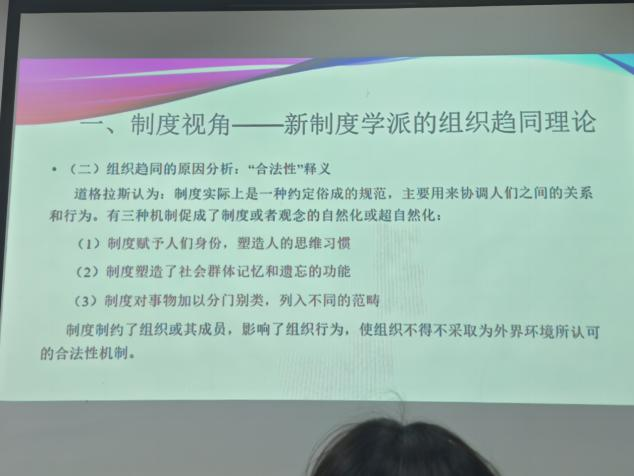 一、制度视角——新制度学派的组织趋同理论
• （二）组织趋同的原因分析：“合法性”释义
道格拉斯认为：制度实际上是一种约定俗成的规范，主要用来协调人们之间的关系
和行为。有三种机制促成了制度或者观念的自然化或超自然化：
（1）制度赋予人们身份，塑造人的思维习惯
（2）制度塑造了社会群体记忆和遗忘的功能
（3）制度对事物加以分门别类，列入不同的范畴
制度制约了组织或其成员，影响了组织行为，使组织不得不采取为外界环境所认可
的合法性机制。